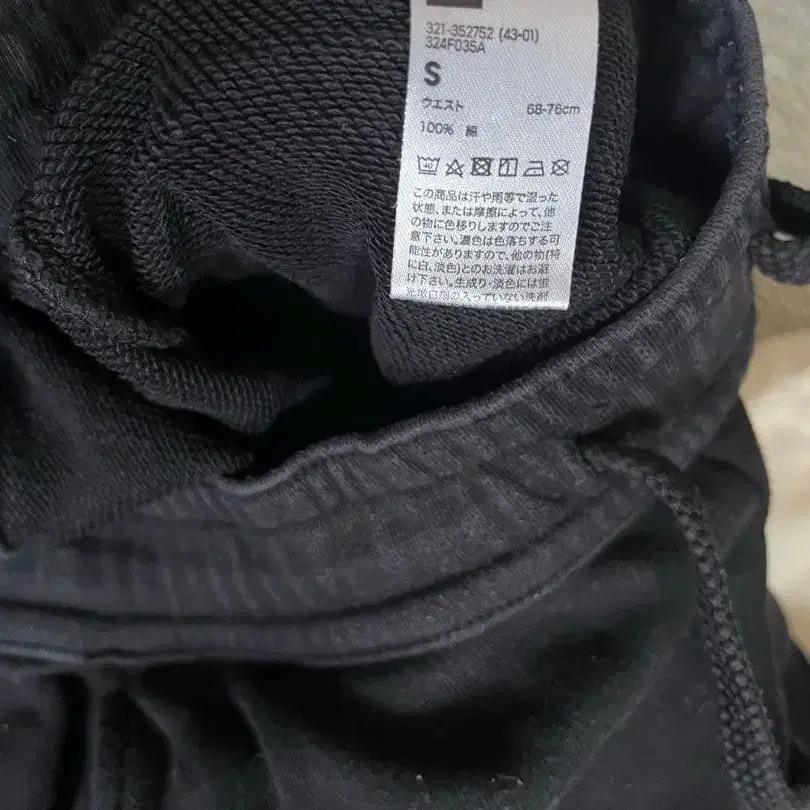 321-352752 (43-01)
324F035A
S
ウエスト 68-76cm
100% 綿
40
この商品は汗や雨等で湿った
状態、または摩擦によって、他
の物に色移りしますのでご注
意下さい。濃色は色落ちする可
能性がありますので、他の物(特
に白、淡色)とのお洗濯はお避
け下さい。生成り・淡色には蛍
光増白剤の入っていない洗剤